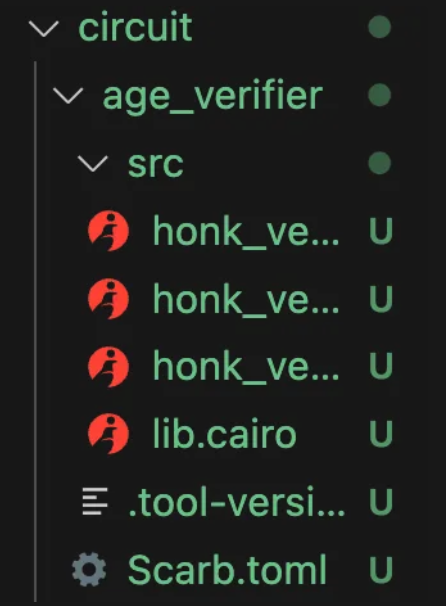 circuit
age_verifier
src
honk_ve... U
honk_ve... U
honk_ve... U
lib.cairo U
.tool-versi... U
Scarb.toml U